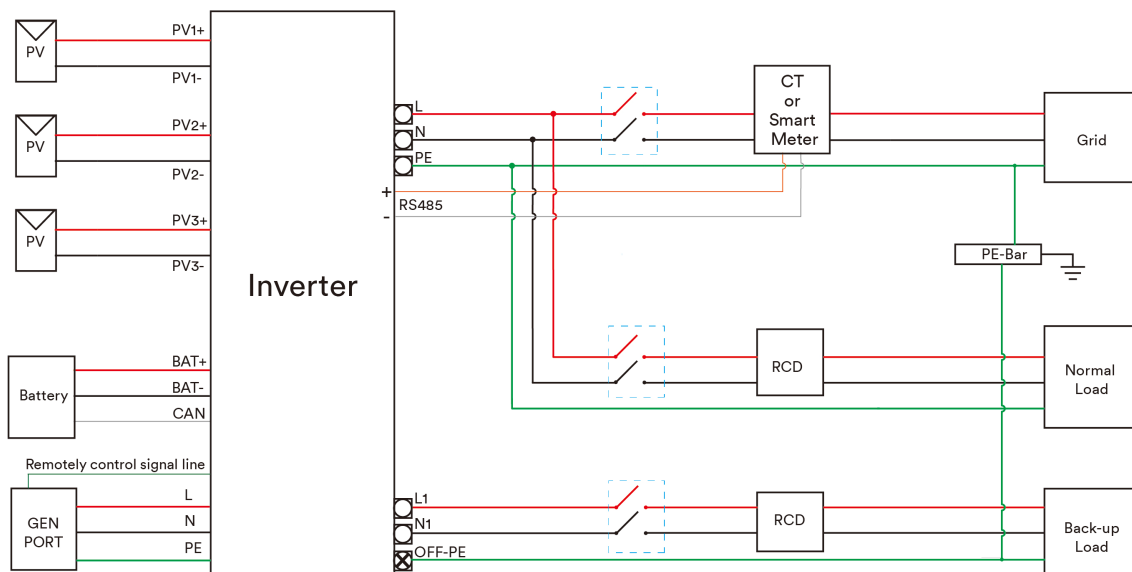 PV
PV1+
PV1-
PV
PV2+
PV2-
PV
PV3+
PV3-
Battery
BAT+
BAT-
CAN
Remotely control signal line
GEN
PORT
L
N
PE
Inverter
L
N
PE
+
RS485
-
CT
or
Smart
Meter
Grid
PE-Bar
RCD
Normal
Load
L1
N1
OFF-PE
RCD
Back-up
Load